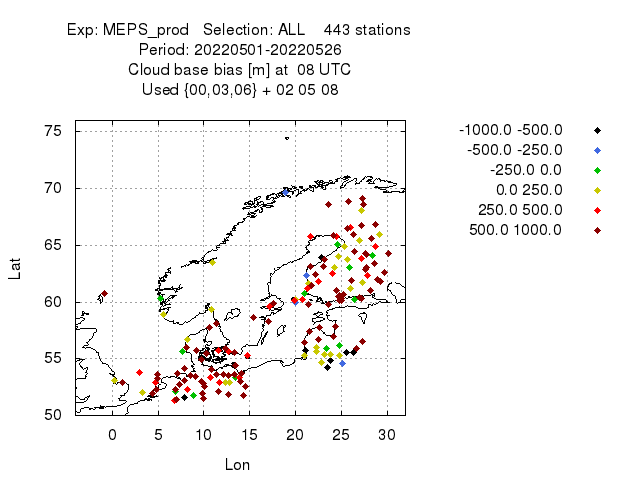 Exp: MEPS_prod Selection: ALL 443 stations
Period: 20220501-20220526
Cloud base bias [m] at 08 UTC
Used {00,03,06} + 02 05 08
-1000.0 -500.0
-500.0 -250.0
-250.0 0.0
0.0 250.0
250.0 500.0
500.0 1000.0
Lat
75
70
65
60
55
50
0 5 10 15 20 25 30
Lon